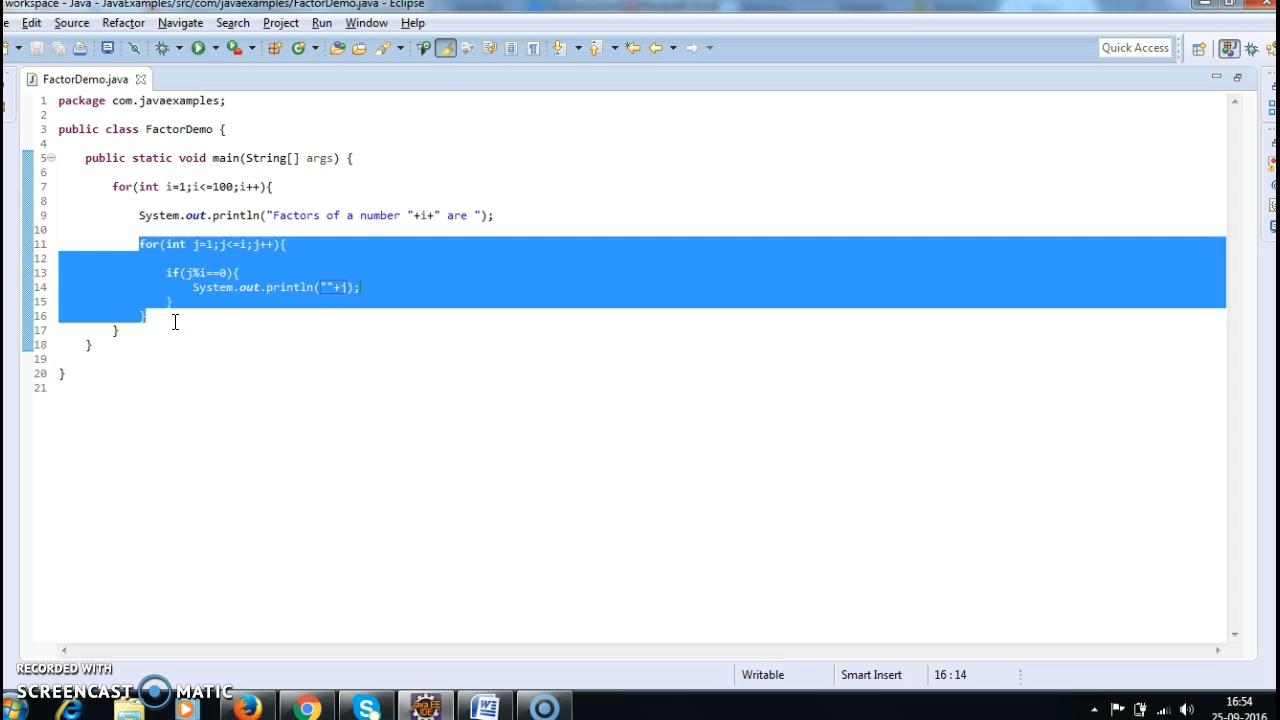 workspace - Java - JavaExamples/src/com/javaexamples/FactorDemo.java - Eclipse
Edit Source Refactor Navigate Search Project Run Window Help
Quick Access
FactorDemo.java
1 package com.javaexamples;
2
3 public class FactorDemo {
4
5 public static void main(String[] args) {
6
7 for(int i=1;i<=100;i++){
8
9 System.out.println("Factors of a number "+i+" are ");
10
11 for(int j=1;j<=i;j++){
12
13 if(j%i==0){
14 System.out.println(""+j);
15 }
16 }
17 }
18 }
19
20 }
21
Writable Smart Insert 16 : 14
RECORDED WITH
SCREENCAST MATIC
Java EE
IDE
16:54
25-09-2016